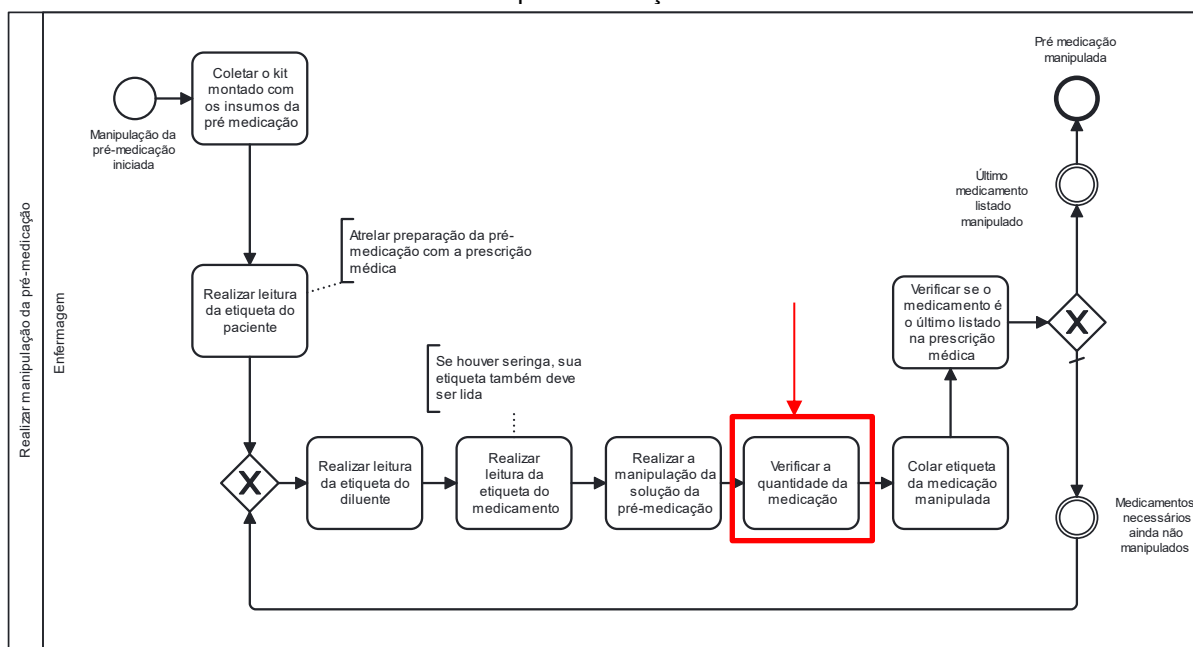 Realizar manipulação da pré-medicação
Enfermagem
Manipulação da
pré-medicação
iniciada
Coletar o kit
montado com
os insumos da
pré medicação
Realizar leitura
da etiqueta do
paciente
Atrelar preparação da pré-
medicação com a prescrição
médica
Realizar leitura
da etiqueta do
diluente
Se houver seringa, sua
etiqueta também deve
ser lida
Realizar
leitura da
etiqueta do
medicamento
Realizar a
manipulação da
solução da
pré-medicação
Verificar a
quantidade da
medicação
Colar etiqueta
da medicação
manipulada
Verificar se o
medicamento é
o último listado
na prescrição
médica
Último
medicamento
listado
manipulado
Pré medicação
manipulada
Medicamentos
necessários
ainda não
manipulados